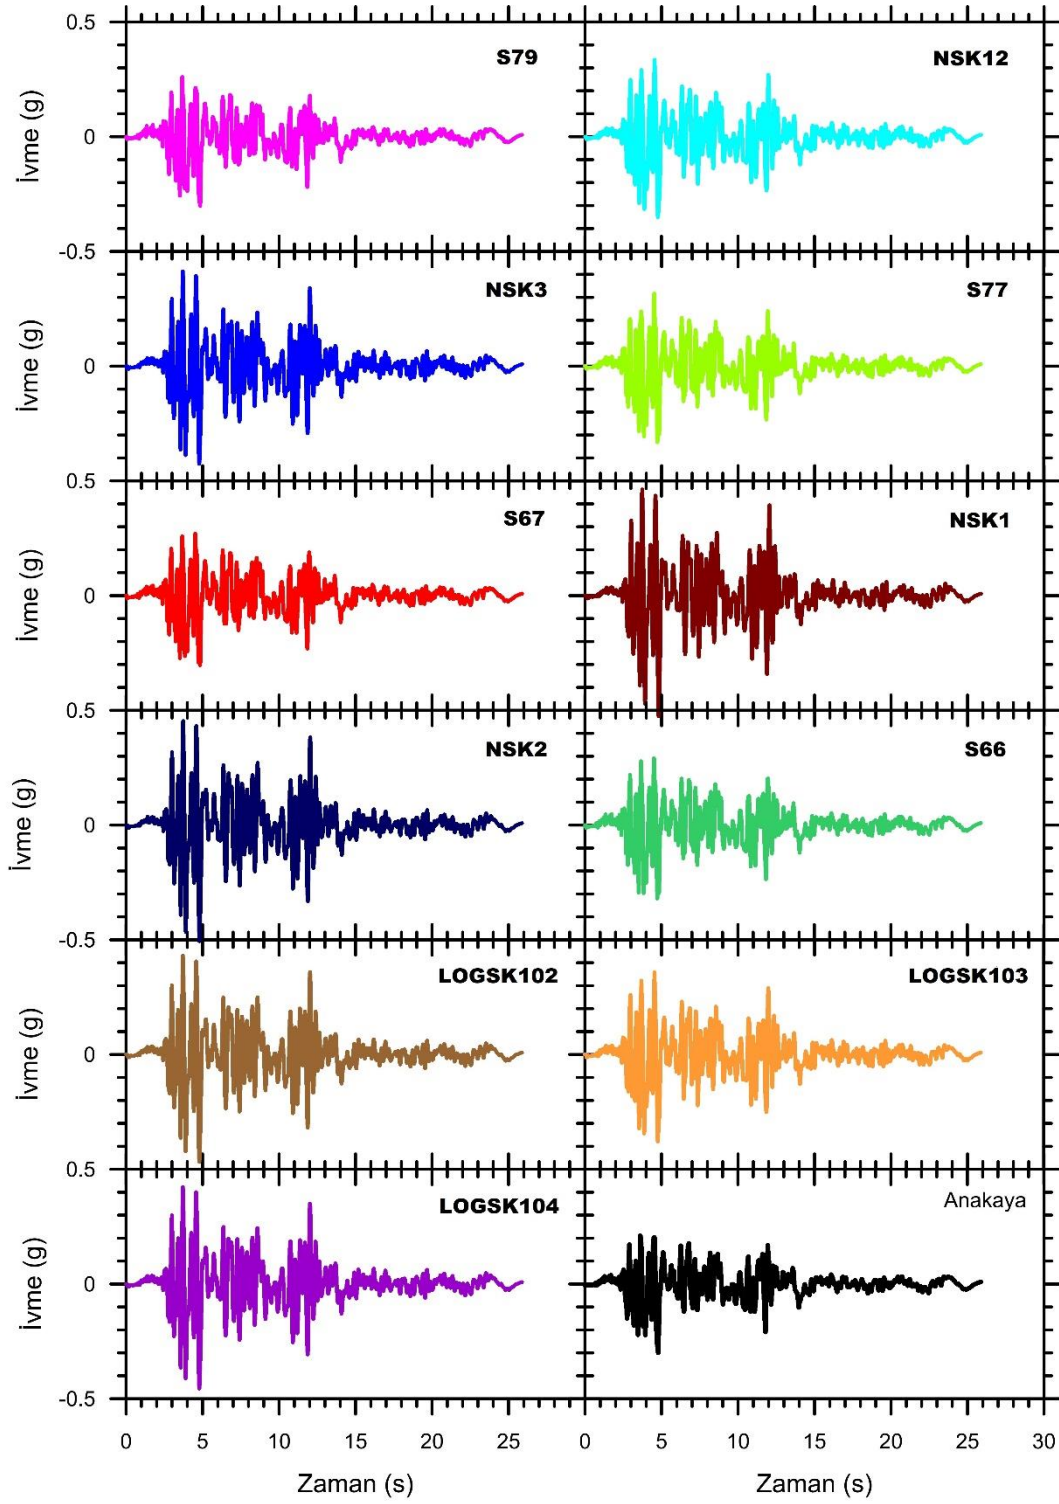 0.5
S79
NSK12
İvme (g)
0
-0.5
NSK3
S77
İvme (g)
0
0.5
S67
NSK1
İvme (g)
0
0.5
NSK2
S66
İvme (g)
0
-0.5
LOGSK102
LOGSK103
İvme (g)
0
0.5
LOGSK104
Anakaya
İvme (g)
0
-0.5
0 5 10 15 20 25 0 5 10 15 20 25 30
Zaman (s) Zaman (s)